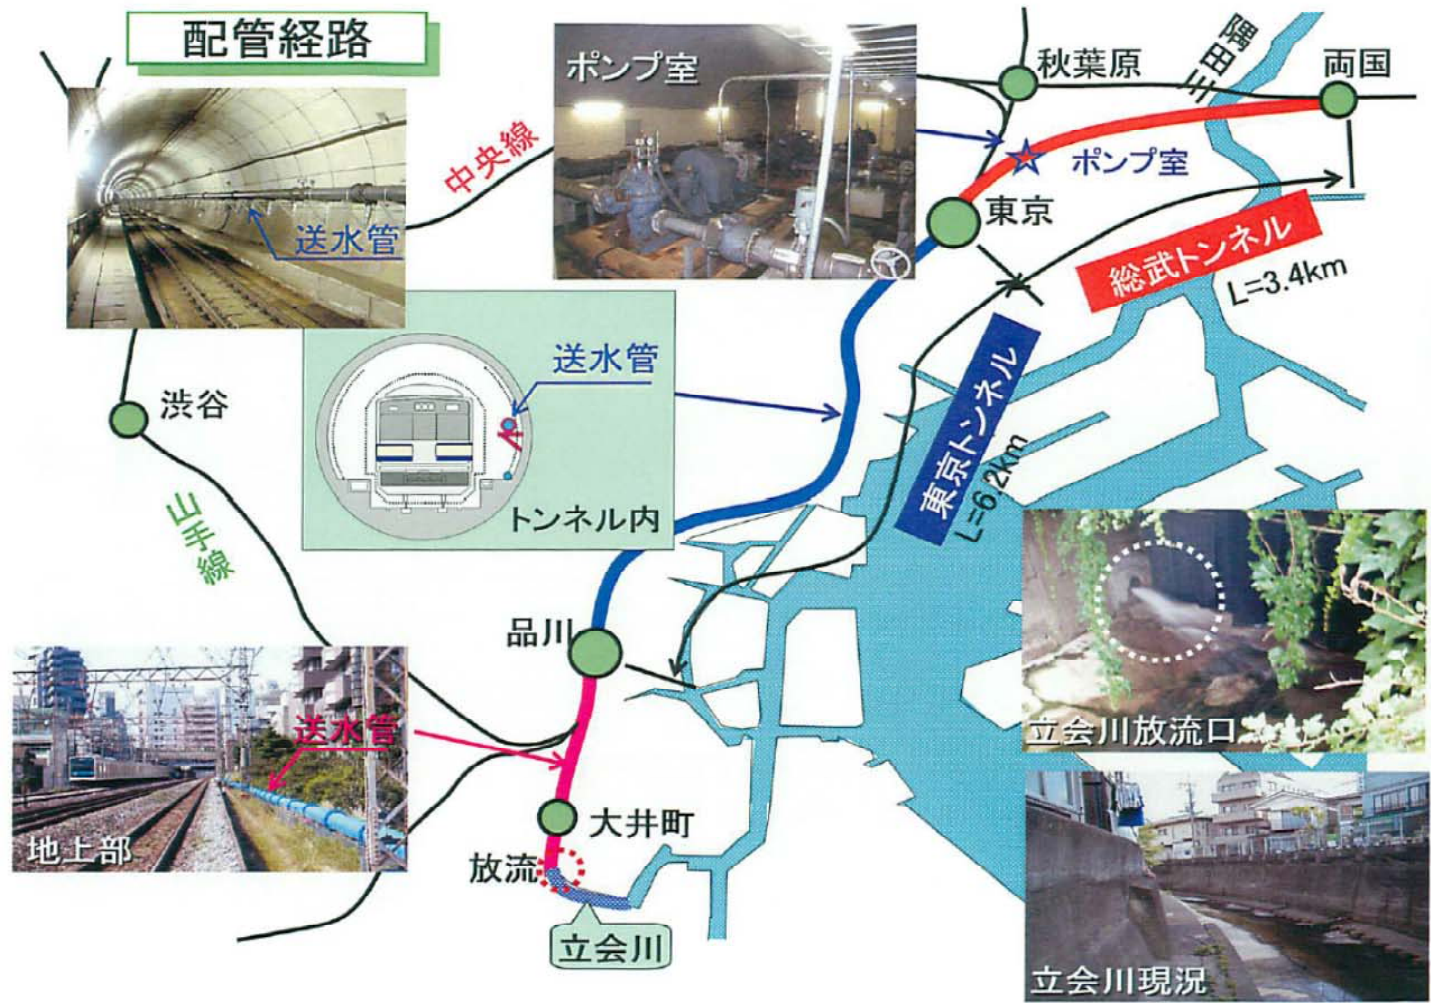 配管経路
ポンプ室
秋葉原
隅田川
両国
中央線
送水管
ポンプ室
東京
総武トンネル
L=3.4km
送水管
東京トンネル
L=6.2km
渋谷
トンネル内
山手線
品川
立会川放流口
送水管
地上部
大井町
放流
立会川
立会川現況